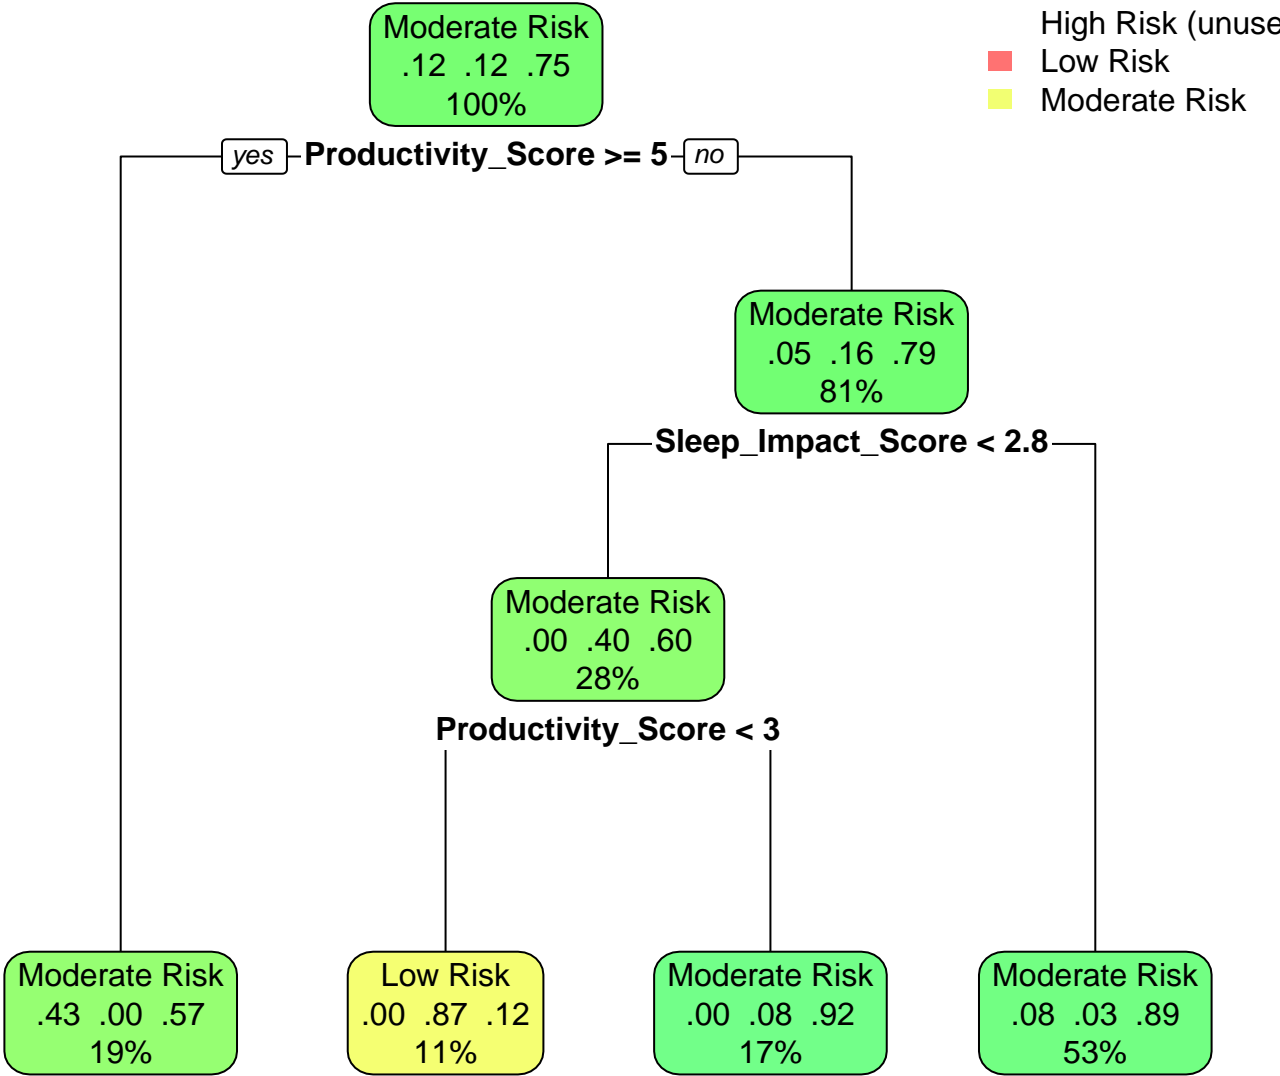 Moderate Risk
.12 .12 .75
100%
High Risk (unuse
Low Risk
Moderate Risk
yes Productivity_Score >= 5 no
Moderate Risk
.05 .16 .79
81%
Sleep_Impact_Score < 2.8
Moderate Risk
.00 .40 .60
28%
Productivity_Score < 3
Moderate Risk
.43 .00 .57
19%
Low Risk
.00 .87 .12
11%
Moderate Risk
.00 .08 .92
17%
Moderate Risk
.08 .03 .89
53%